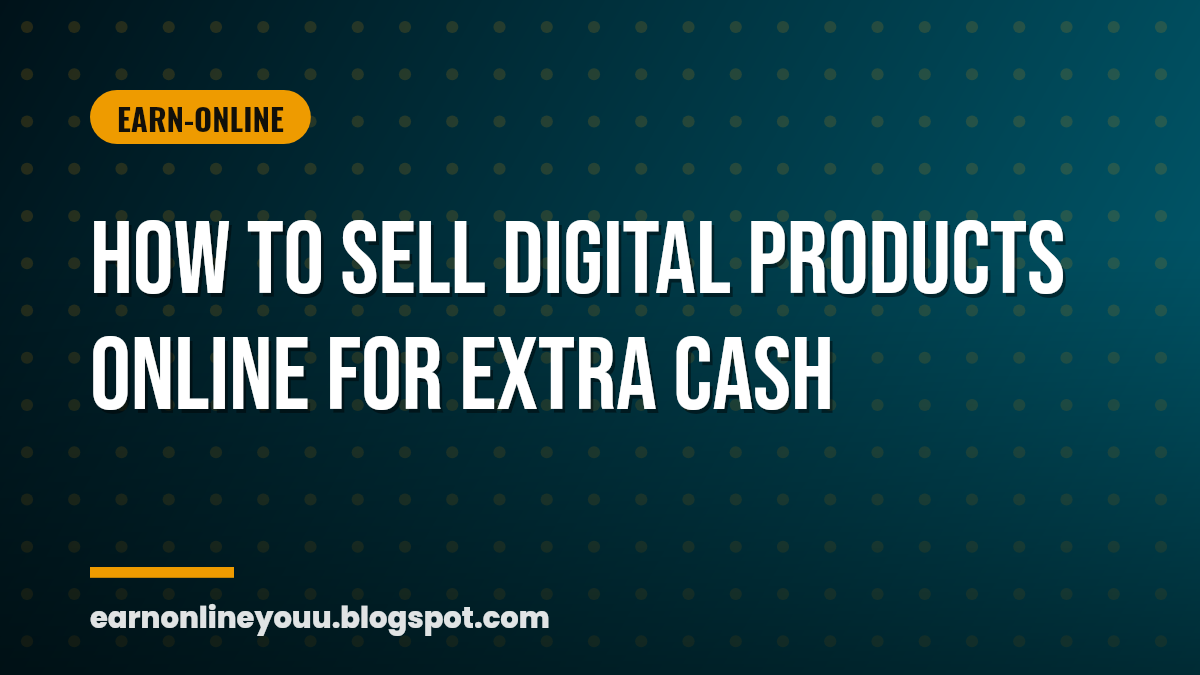 EARN-ONLINE
HOW TO SELL DIGITAL PRODUCTS
ONLINE FOR EXTRA CASH
earnonlineyouu.blogspot.com